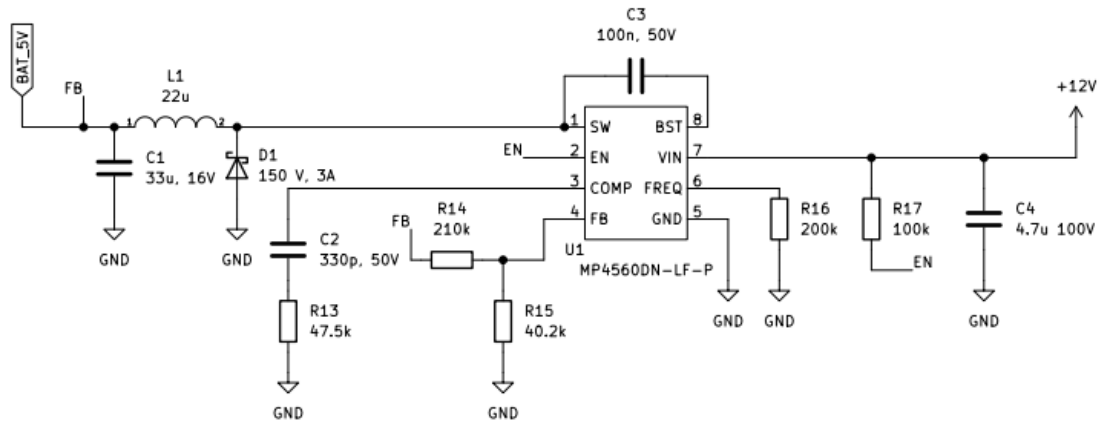 C3
100n, 50V
BAT_5V
FB
L1
22u
+12V
1
2
1
SW
BST
8
EN
2
EN
VIN
7
C1
33u, 16V
D1
150 V, 3A
3
COMP
FREQ
6
R14
210k
FB
4
FB
GND
5
R16
200k
R17
100k
C4
4.7u 100V
GND
GND
C2
330p, 50V
U1
MP4560DN-LF-P
EN
R13
47.5k
R15
40.2k
GND
GND
GND
GND
GND